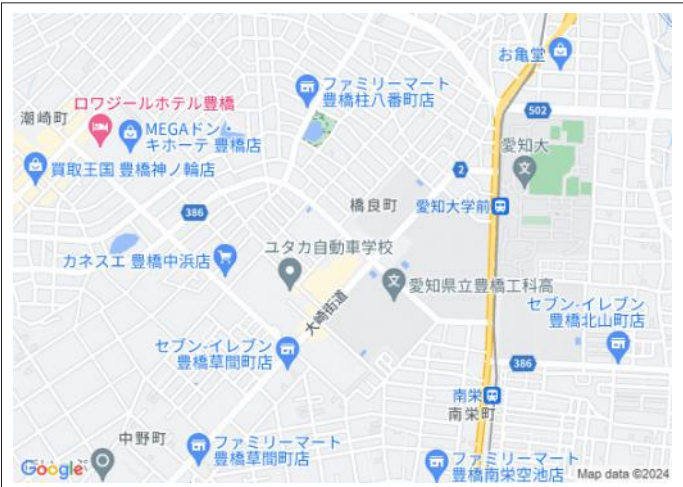 お亀堂
ファミリーマート
豊橋柱八番町店
ロワジールホテル豊橋
潮崎町
MEGAドン・
キホーテ 豊橋店
502
愛知大
買取王国 豊橋神ノ輪店
2
386
橋良町
愛知大学前
カネスエ 豊橋中浜店
ユタカ自動車学校
愛知県立豊橋工科高
大崎街道
セブン-イレブン
豊橋北山町店
セブン-イレブン
豊橋草間町店
386
南栄
南栄町
中野町
ファミリーマート
豊橋草間町店
ファミリーマート
豊橋南栄空池店
Google
Map data ©2024